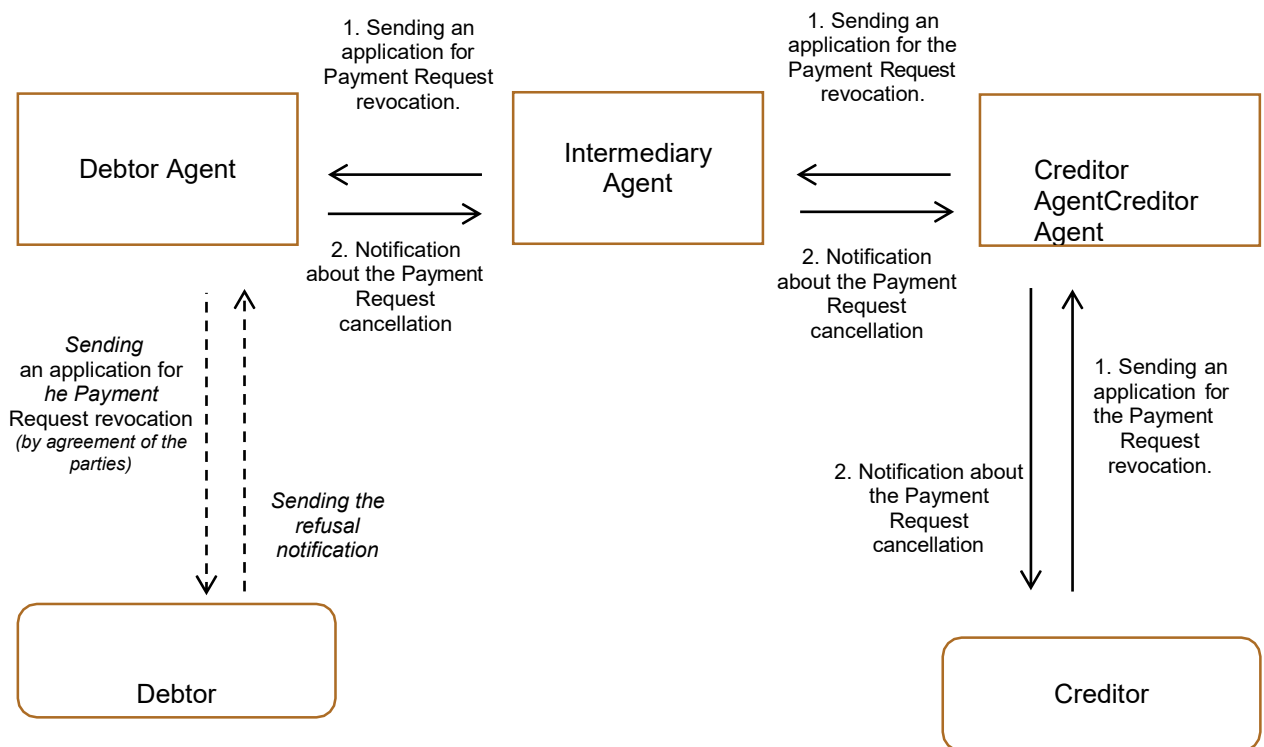 1. Sending an
application for
Payment Request
revocation.
1. Sending an
application for the
Payment Request
revocation.
Debtor Agent
Intermediary
Agent
Creditor
AgentCreditor
Agent
2. Notification
about the Payment
Request
cancellation
2. Notification
about the Payment
Request
cancellation
Sending
an application for
he Payment
Request revocation
(by agreement of the
parties)
Sending the
refusal
notification
2. Notification about
the Payment
Request
cancellation
1. Sending an
application for
the Payment
Request
revocation.
Debtor
Creditor